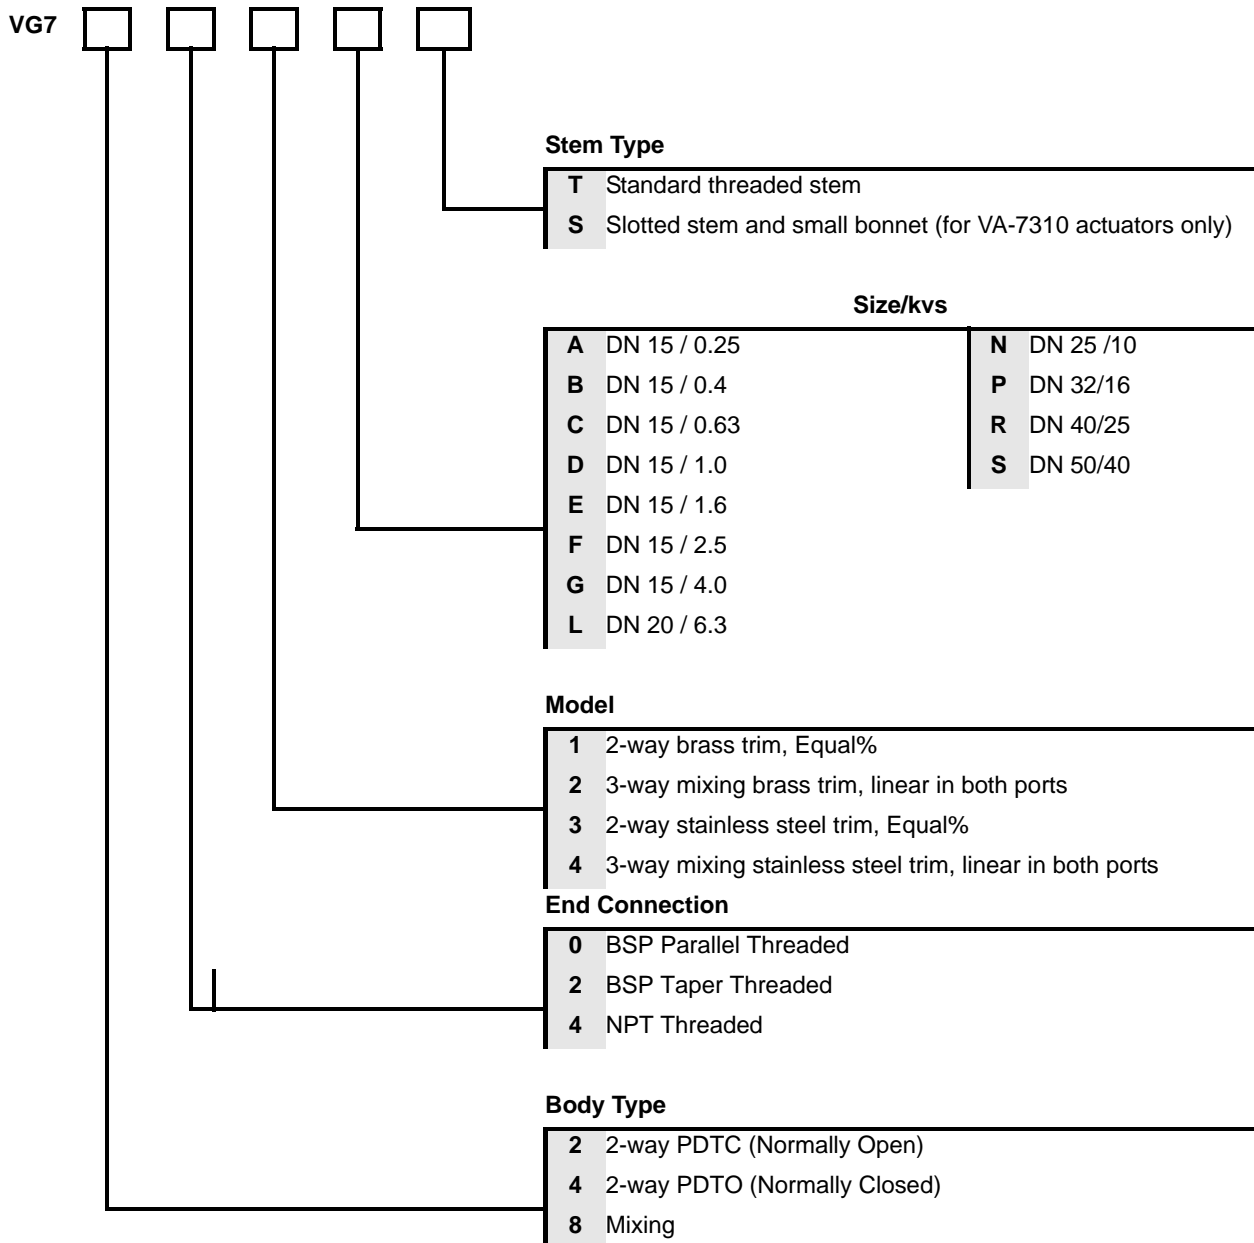 VG7
Stem Type
T Standard threaded stem
S Slotted stem and small bonnet (for VA-7310 actuators only)
Size/kvs
A DN 15 / 0.25 N DN 25 /10
B DN 15 / 0.4 P DN 32/16
C DN 15 / 0.63 R DN 40/25
D DN 15 / 1.0 S DN 50/40
E DN 15 / 1.6
F DN 15 / 2.5
G DN 15 / 4.0
L DN 20 / 6.3
Model
1 2-way brass trim, Equal%
2 3-way mixing brass trim, linear in both ports
3 2-way stainless steel trim, Equal%
4 3-way mixing stainless steel trim, linear in both ports
End Connection
0 BSP Parallel Threaded
2 BSP Taper Threaded
4 NPT Threaded
Body Type
2 2-way PDTC (Normally Open)
4 2-way PDTO (Normally Closed)
8 Mixing